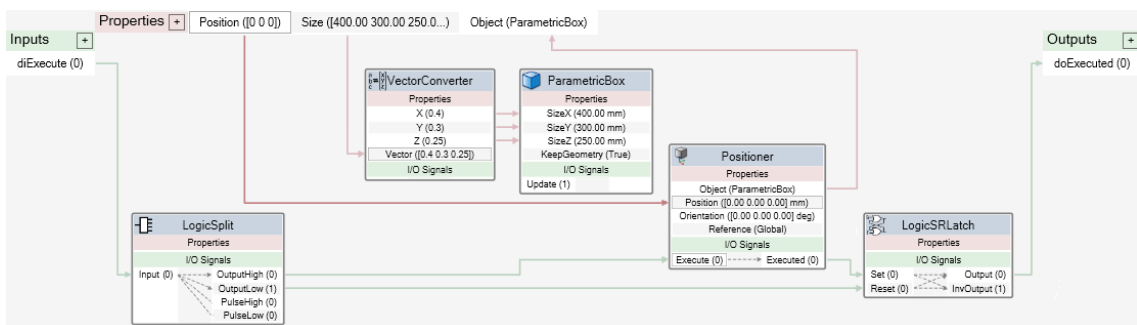 Properties +
Position ([0 0 0])
Size ([400.00 300.00 250.0...)
Object (ParametricBox)
Inputs +
diExecute (0)
Outputs +
doExecuted (0)
VectorConverter
Properties
X (0.4)
Y (0.3)
Z (0.25)
Vector ([0.4 0.3 0.25])
I/O Signals
ParametricBox
Properties
SizeX (400.00 mm)
SizeY (300.00 mm)
SizeZ (250.00 mm)
KeepGeometry (True)
I/O Signals
Update (1)
Positioner
Properties
Object (ParametricBox)
Position ([0.00 0.00 0.00] mm)
Orientation ([0.00 0.00 0.00] deg)
Reference (Global)
I/O Signals
Execute (0) Executed (0)
LogicSplit
Properties
I/O Signals
Input (0) OutputHigh (0)
OutputLow (1)
PulseHigh (0)
PulseLow (0)
LogicSRLatch
Properties
I/O Signals
Set (0) Output (0)
Reset (0) InvOutput (1)